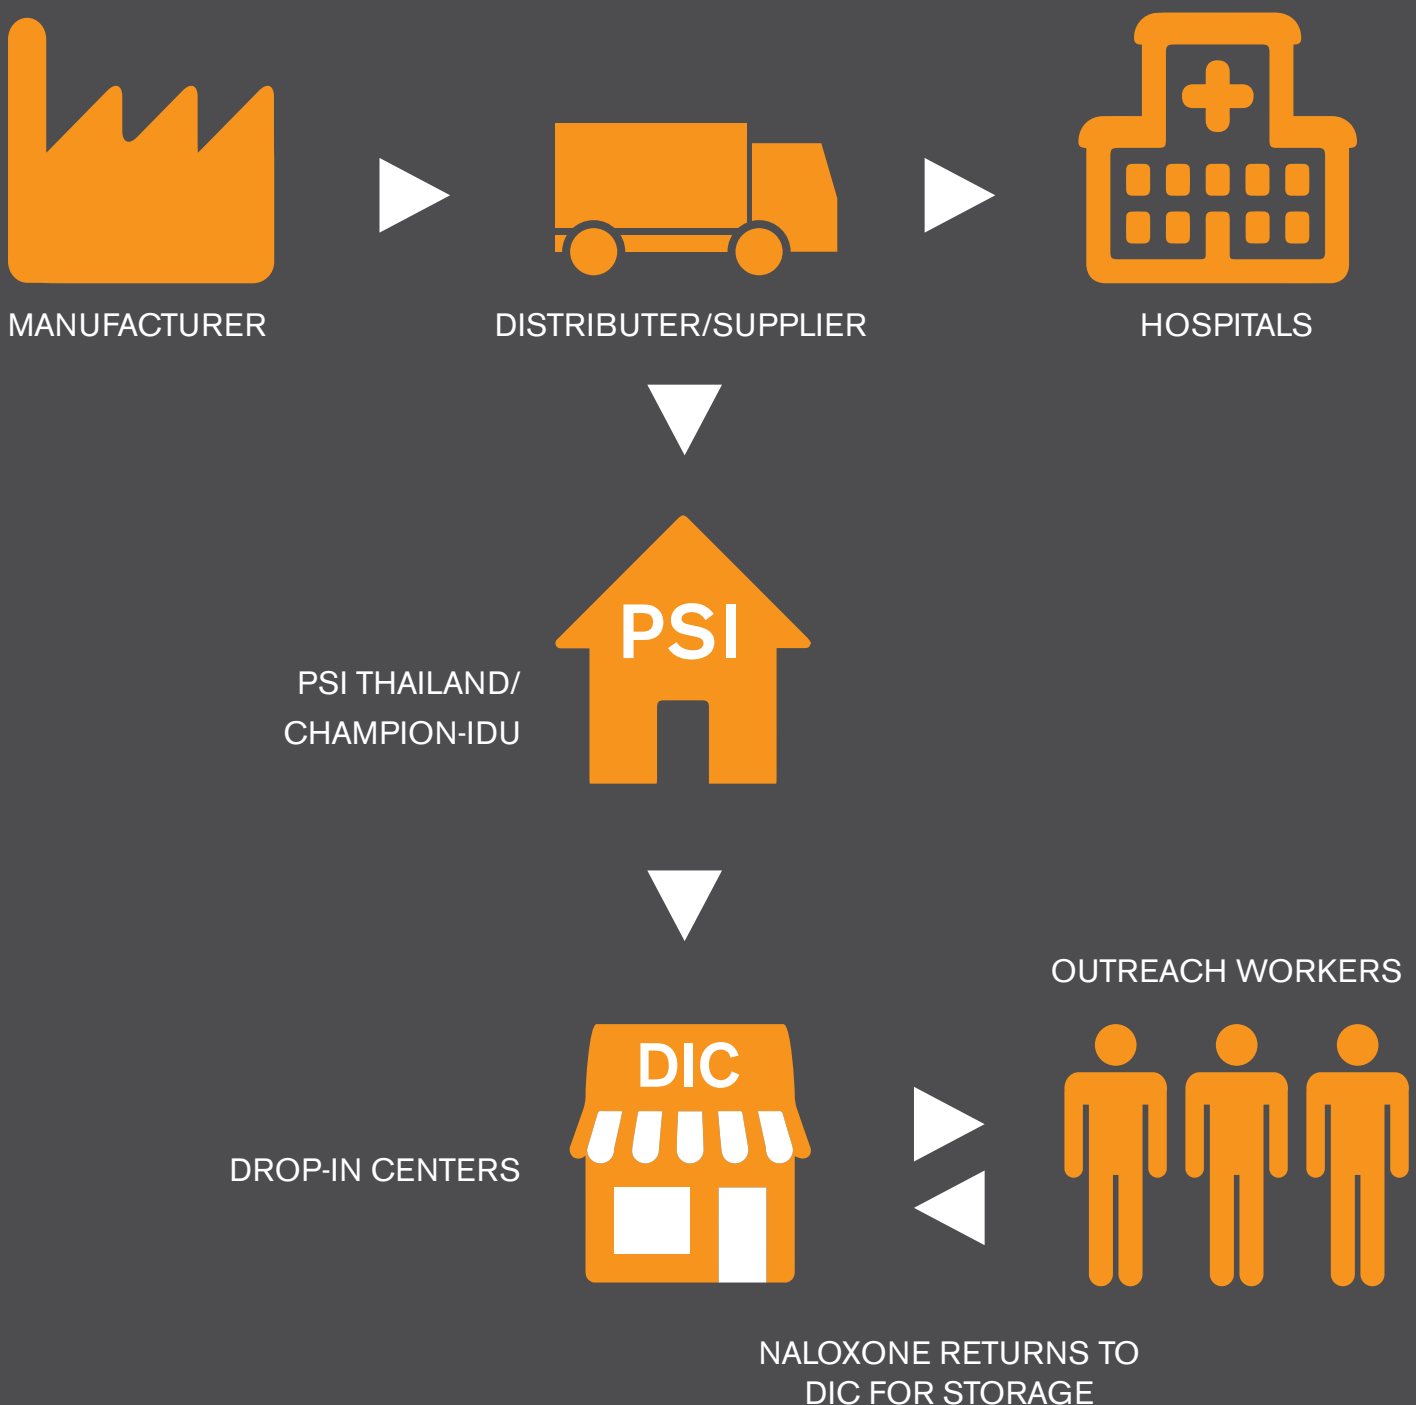 MANUFACTURER
DISTRIBUTER/SUPPLIER
HOSPITALS
PSI
PSI THAILAND/
CHAMPION-IDU
OUTREACH WORKERS
DIC
DROP-IN CENTERS
NALOXONE RETURNS TO
DIC FOR STORAGE